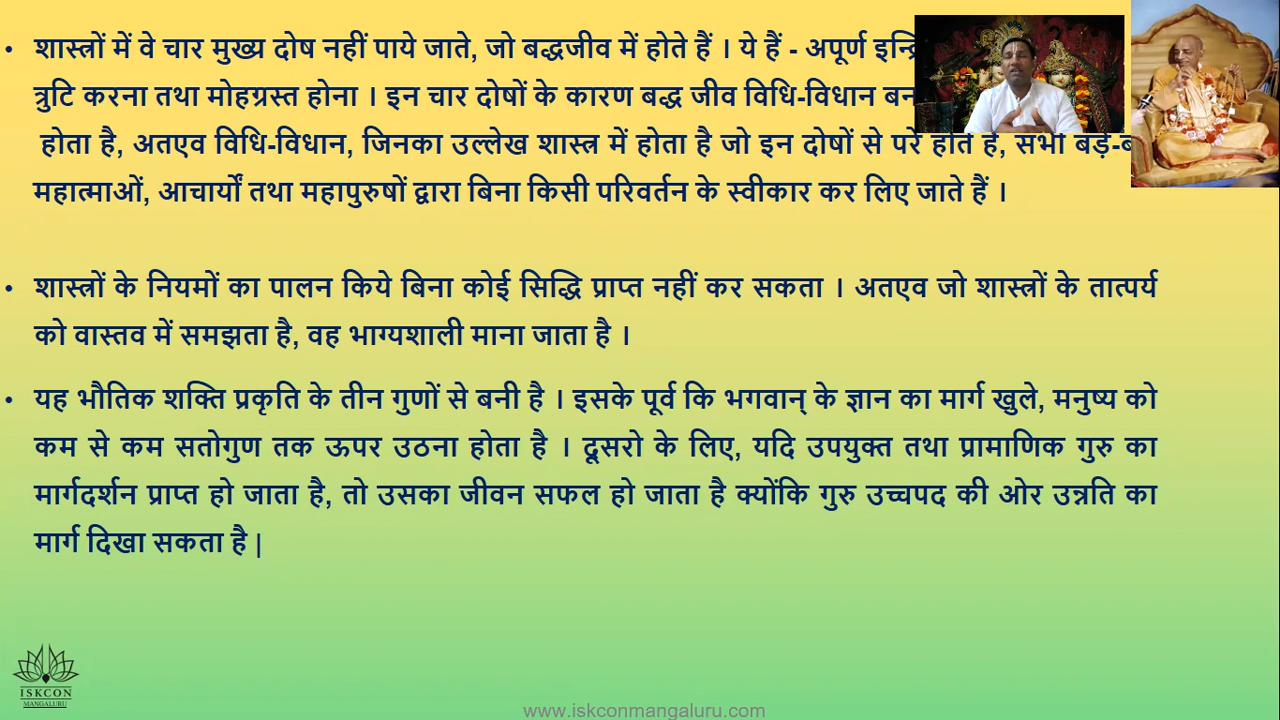 • शास्त्रों में वे चार मुख्य दोष नहीं पाये जाते, जो बद्धजीव में होते हैं । ये हैं - अपूर्ण
त्रुटि करना तथा मोहग्रस्त होना । इन चार दोषों के कारण बद्ध जीव विधि-विधान
होता है, अतएव विधि-विधान, जिनका उल्लेख शास्त्र में होता है जो इन दोषों से परे होते हैं, सभी
महात्माओं, आचार्यों तथा महापुरुषों द्वारा बिना किसी परिवर्तन के स्वीकार कर लिए जाते हैं ।
• शास्त्रों के नियमों का पालन किये बिना कोई सिद्धि प्राप्त नहीं कर सकता । अतएव जो शास्त्रों के तात्पर्य
को वास्तव में समझता है, वह भाग्यशाली माना जाता है ।
• यह भौतिक शक्ति प्रकृति के तीन गुणों से बनी है । इसके पूर्व कि भगवान् के ज्ञान का मार्ग खुले, मनुष्य को
कम से कम सतोगुण तक ऊपर उठना होता है । दूसरो के लिए, यदि उपयुक्त तथा प्रामाणिक गुरु का
मार्गदर्शन प्राप्त हो जाता है, तो उसका जीवन सफल हो जाता है क्योंकि गुरु उच्चपद की ओर उन्नति का
मार्ग दिखा सकता है |
ISKCON
MANGALURU
www.iskconmangaluru.com